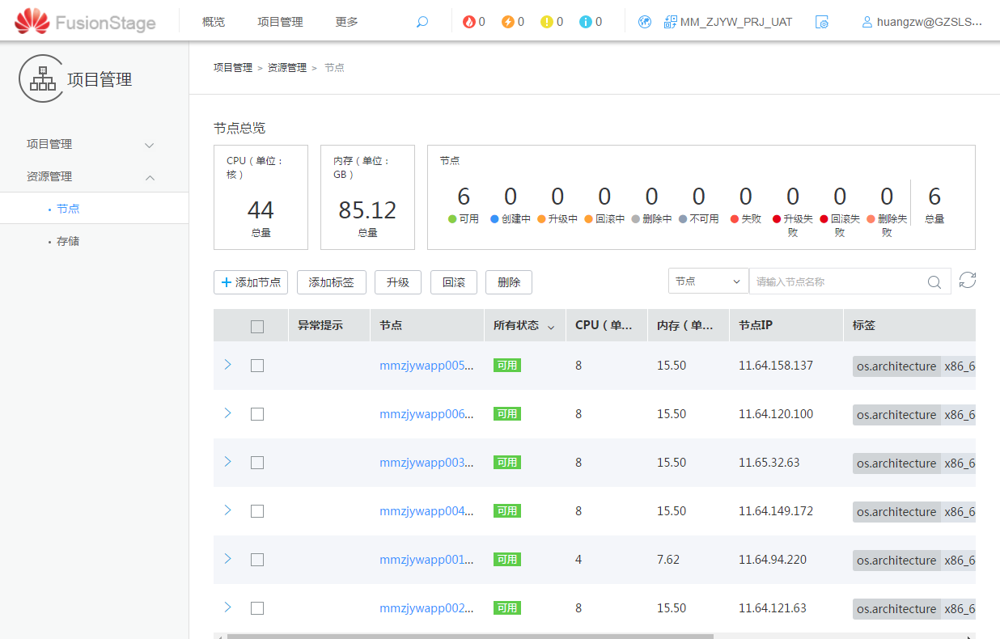 FusionStage 概览 项目管理 更多 0 0 0 0 MM_ZJYW_PRJ_UAT huangzw@GZSLS...
项目管理
项目管理
资源管理
节点
存储
项目管理 > 资源管理 > 节点
节点总览
CPU（单位：
核）
44
总量
内存（单位：
GB）
85.12
总量
节点
6 0 0 0 0 0 0 0 0 0 6
可用 创建中 升级中 回滚中 删除中 不可用 失败 升级失 回滚失 删除失 总量
败 败 败
添加节点 添加标签 升级 回滚 删除 节点 请输入节点名称
异常提示 节点 所有状态 CPU（单... 内存（单... 节点IP 标签
mmzjywapp005... 可用 8 15.50 11.64.158.137 os.architecture x86_6
mmzjywapp006... 可用 8 15.50 11.64.120.100 os.architecture x86_6
mmzjywapp003... 可用 8 15.50 11.65.32.63 os.architecture x86_6
mmzjywapp004... 可用 8 15.50 11.64.149.172 os.architecture x86_6
mmzjywapp001... 可用 4 7.62 11.64.94.220 os.architecture x86_6
mmzjywapp002... 可用 8 15.50 11.64.121.63 os.architecture x86_6